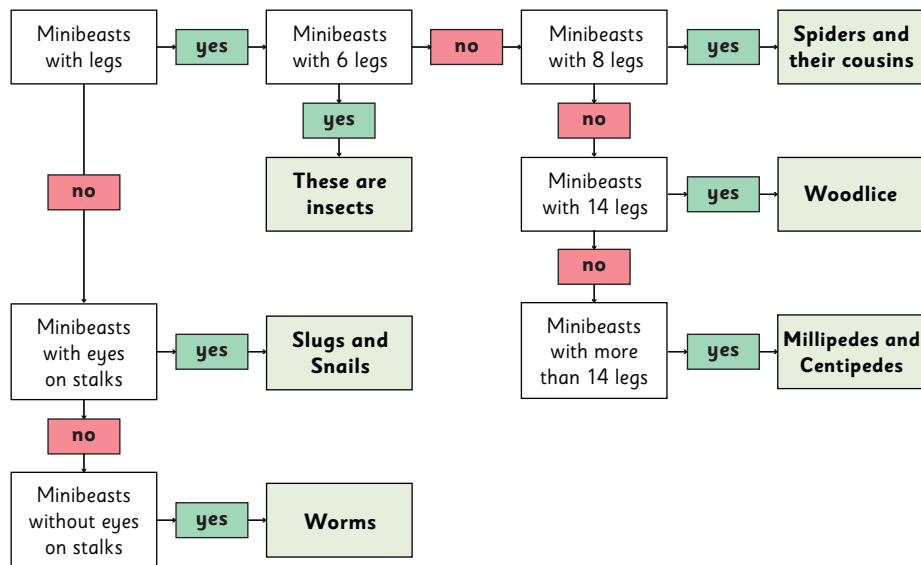 Minibeasts
with legs
yes
Minibeasts
with 6 legs
no
Minibeasts
with 8 legs
yes
Spiders and
their cousins
yes
no
no
These are
insects
Minibeasts
with 14 legs
yes
Woodlice
no
Minibeasts
with eyes
on stalks
yes
Slugs and
Snails
Minibeasts
with more
than 14 legs
yes
Millipedes and
Centipedes
no
Minibeasts
without eyes
on stalks
yes
Worms